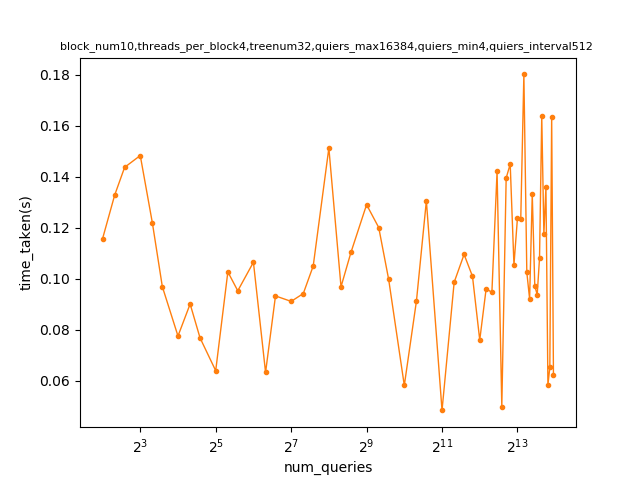 block_num10,threads_per_block4,treenum32,quiers_max16384,quiers_min4,quiers_interval512
0.18
0.16
0.14
0.12
0.10
0.08
0.06
time_taken(s)
2^3 2^5 2^7 2^9 2^11 2^13
num_queries